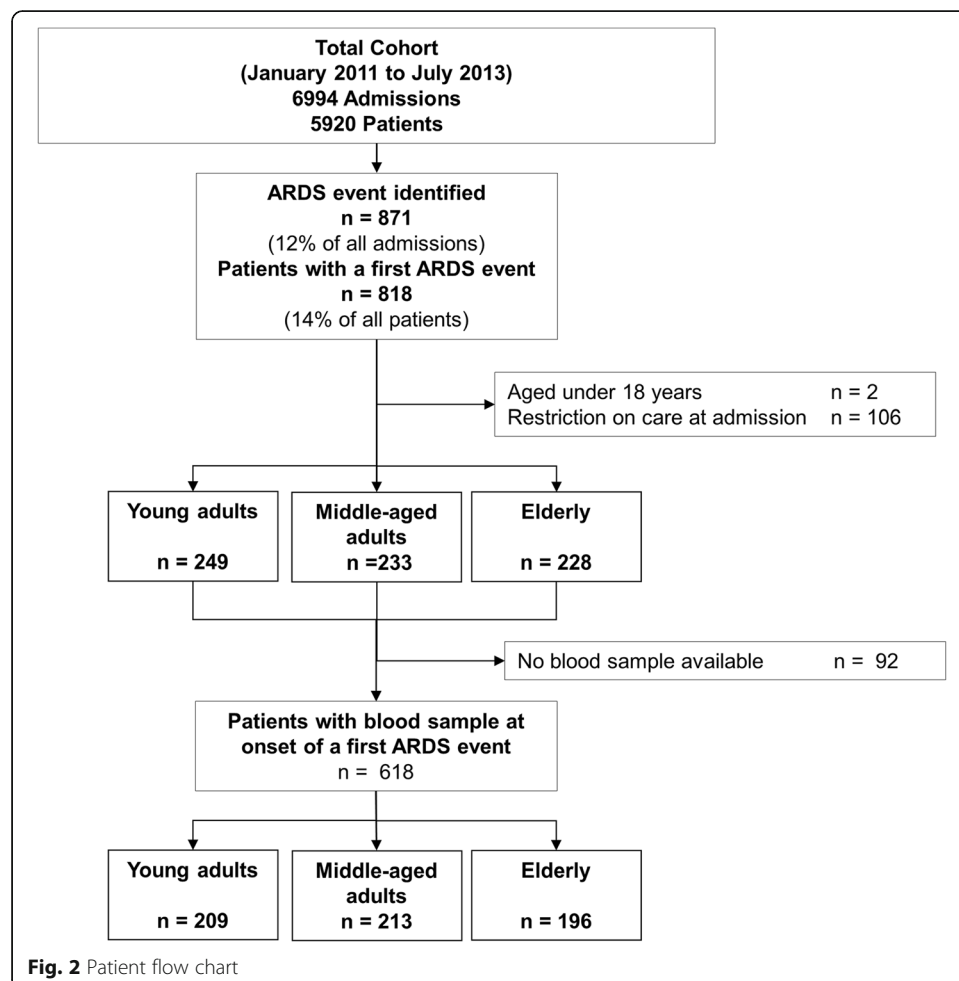 Total Cohort
(January 2011 to July 2013)
6994 Admissions
5920 Patients
ARDS event identified
n = 871
(12% of all admissions)
Patients with a first ARDS event
n = 818
(14% of all patients)
Aged under 18 years n = 2
Restriction on care at admission n = 106
Young adults
n = 249
Middle-aged
adults
n =233
Elderly
n = 228
No blood sample available n = 92
Patients with blood sample at
onset of a first ARDS event
n = 618
Young adults
n = 209
Middle-aged
adults
n = 213
Elderly
n = 196
Fig. 2 Patient flow chart